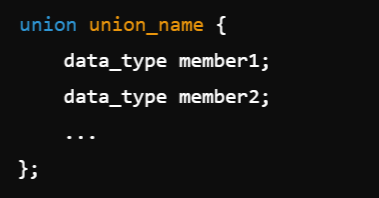 union union_name {
    data_type member1;
    data_type member2;
    ...
};